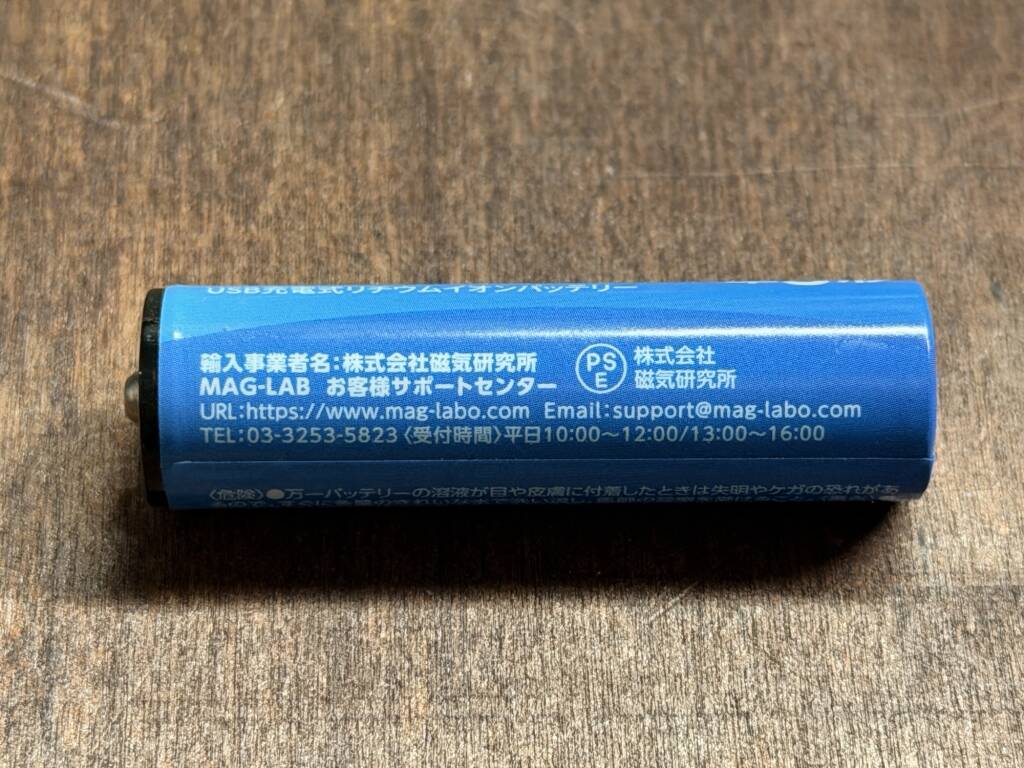 USB充電式リチウムイオンバッテリー
輸入事業者名:株式会社磁気研究所
MAG-LAB お客様サポートセンター
URL:https://www.mag-labo.com Email:support@mag-labo.com
TEL:03-3253-5823〈受付時間〉平日10:00〜12:00/13:00〜16:00
PS
E
株式会社
磁気研究所
〈危険〉●万一バッテリーの溶液が目や皮膚に付着したときは失明やケガの恐れがあ